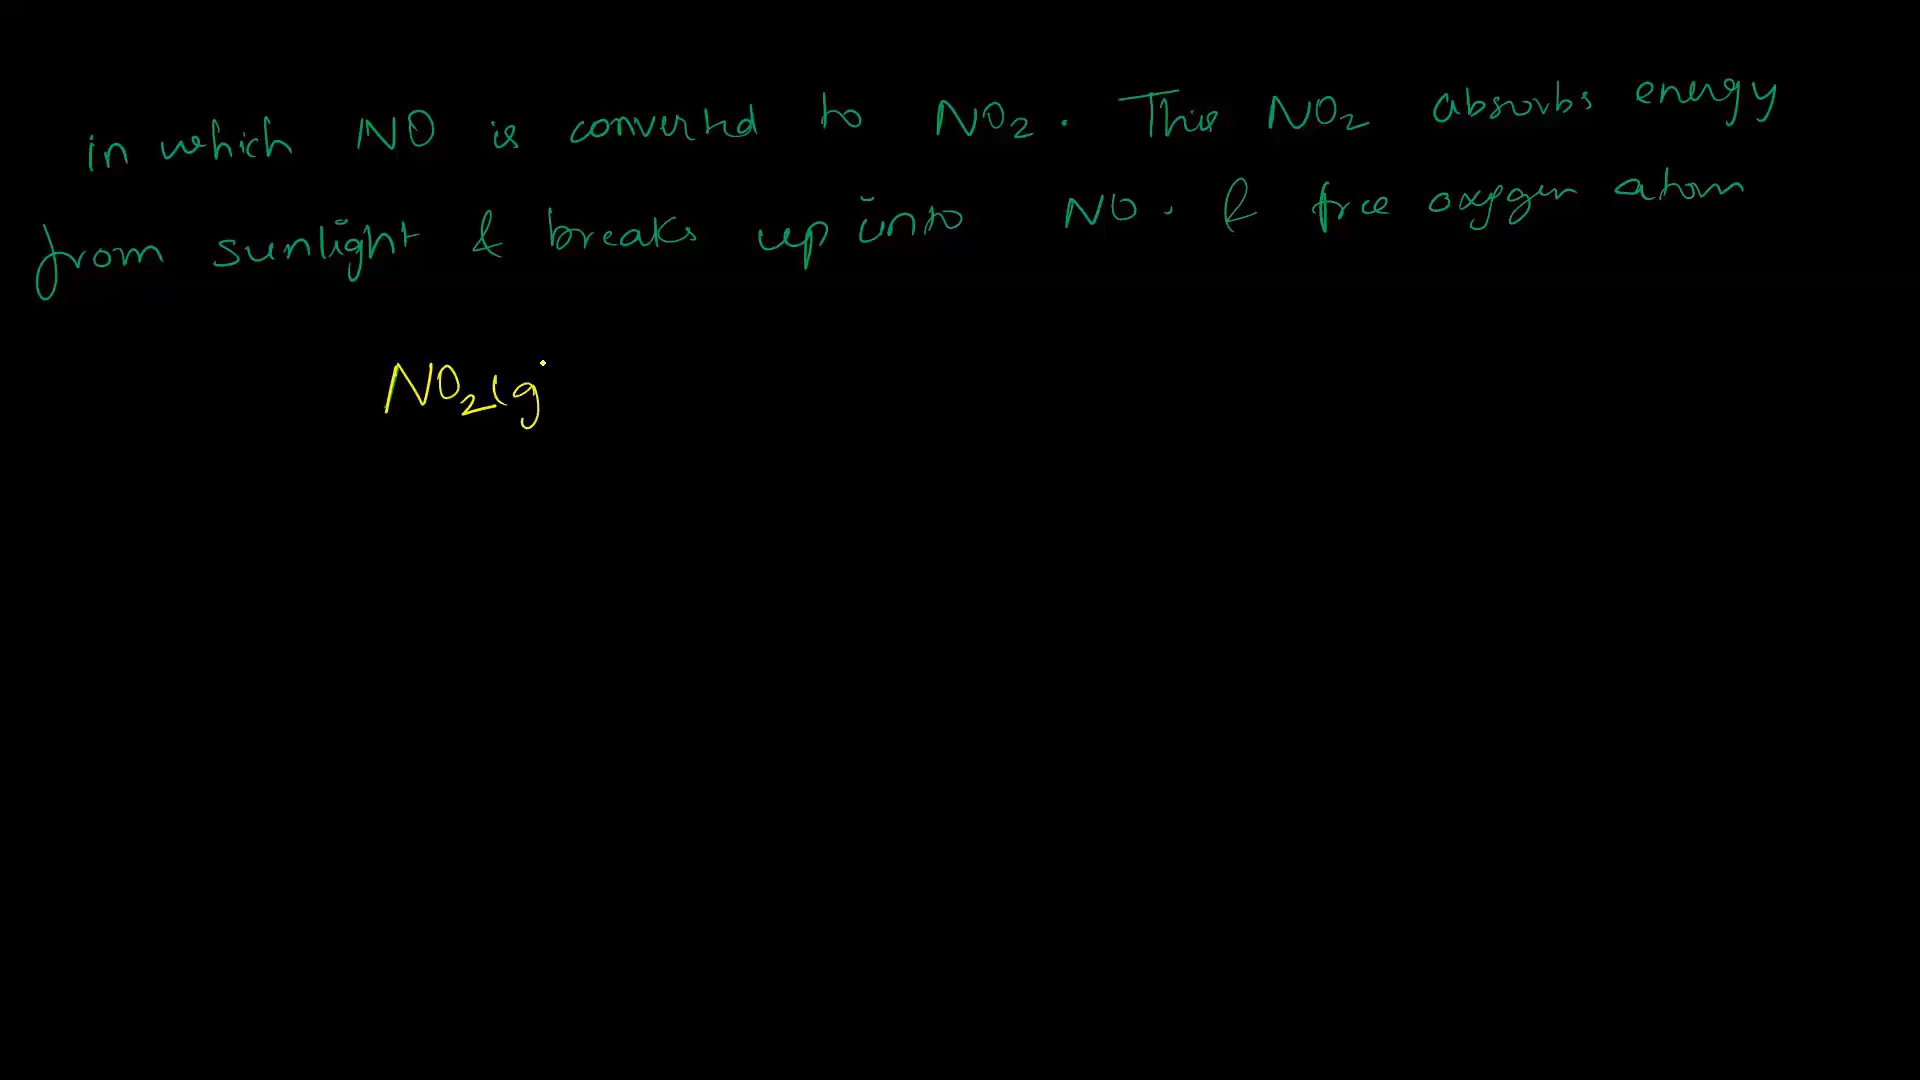 in which NO is converted to NO₂. This NO₂ absorbs energy
from sunlight & breaks up into NO. & free oxygen atom
NO₂(g